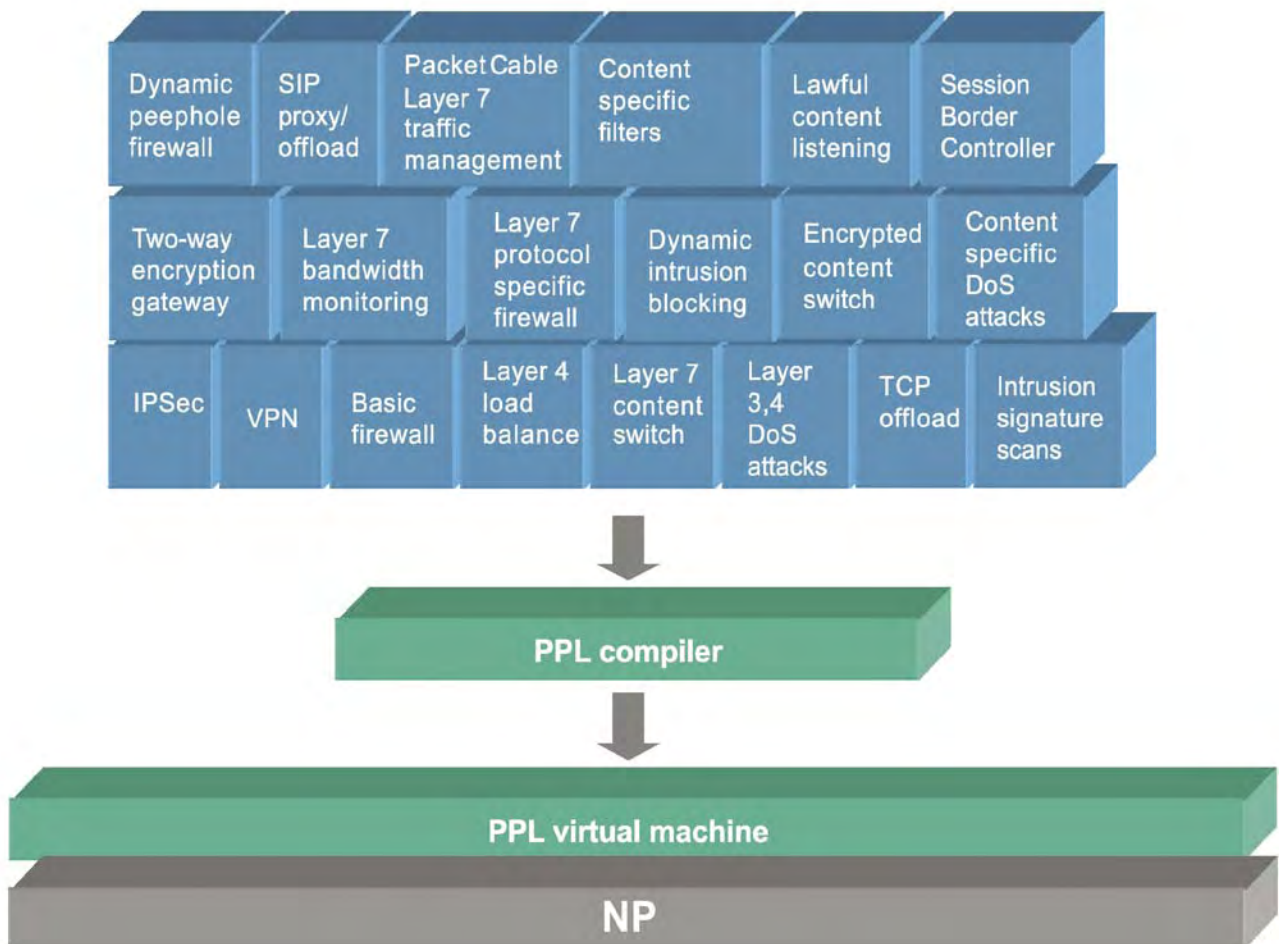 Dynamic
peephole
firewall
SIP
proxy/
offload
PacketCable
Layer 7
traffic
management
Content
specific
filters
Lawful
content
listening
Session
Border
Controller
Two-way
encryption
gateway
Layer 7
bandwidth
monitoring
Layer 7
protocol
specific
firewall
Dynamic
intrusion
blocking
Encrypted
content
switch
Content
specific
DoS
attacks
IPSec
VPN
Basic
firewall
Layer 4
load
balance
Layer 7
content
switch
Layer
3,4
DoS
attacks
TCP
offload
Intrusion
signature
scans
PPL compiler
PPL virtual machine
NP